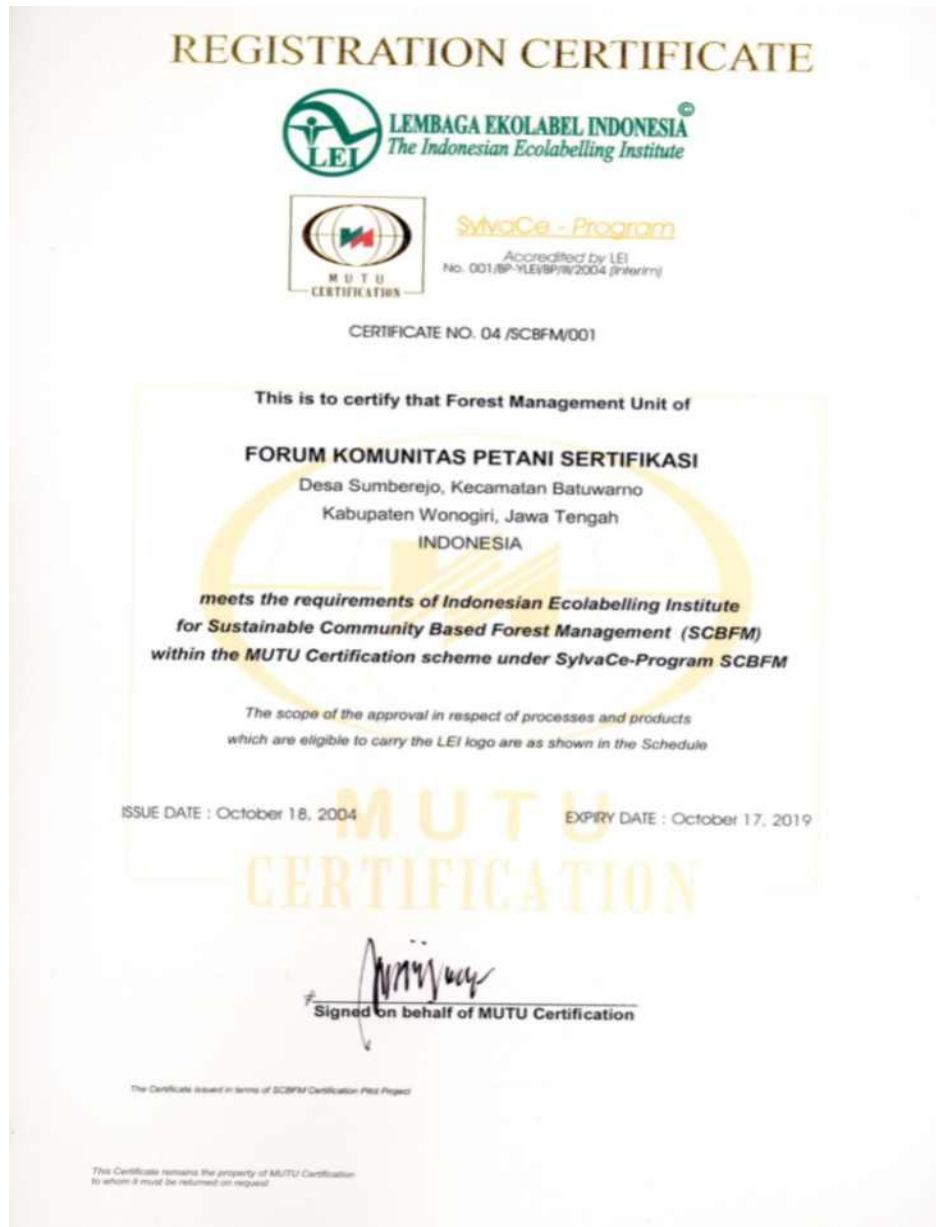 REGISTRATION CERTIFICATE
©
LEMBAGA EKOLABEL INDONESIA
The Indonesian Ecolabelling Institute
LEI
SylvaCe - Program
Accredited by LEI
No. 001/BP-YLEI/BP/III/2004 (Interim)
MUTU
CERTIFICATION
CERTIFICATE NO. 04 /SCBFM/001
This is to certify that Forest Management Unit of
FORUM KOMUNITAS PETANI SERTIFIKASI
Desa Sumberejo, Kecamatan Batuwarno
Kabupaten Wonogiri, Jawa Tengah
INDONESIA
meets the requirements of Indonesian Ecolabelling Institute
for Sustainable Community Based Forest Management (SCBFM)
within the MUTU Certification scheme under SylvaCe-Program SCBFM
The scope of the approval in respect of processes and products
which are eligible to carry the LEI logo are as shown in the Schedule
ISSUE DATE : October 18, 2004
EXPIRY DATE : October 17, 2019
MUTU
CERTIFICATION
Signed on behalf of MUTU Certification
The Certificate issued in terms of SCBFM Certification Pilot Project
This Certificate remains the property of MUTU Certification
to whom it must be returned on request